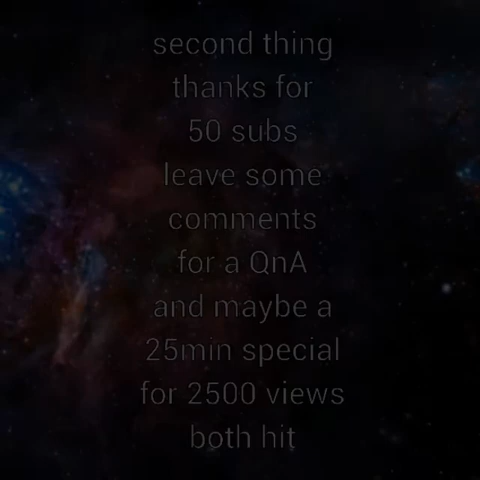 second thing
thanks for
50 subs
leave some
comments
for a QnA
and maybe a
25min special
for 2500 views
both hit